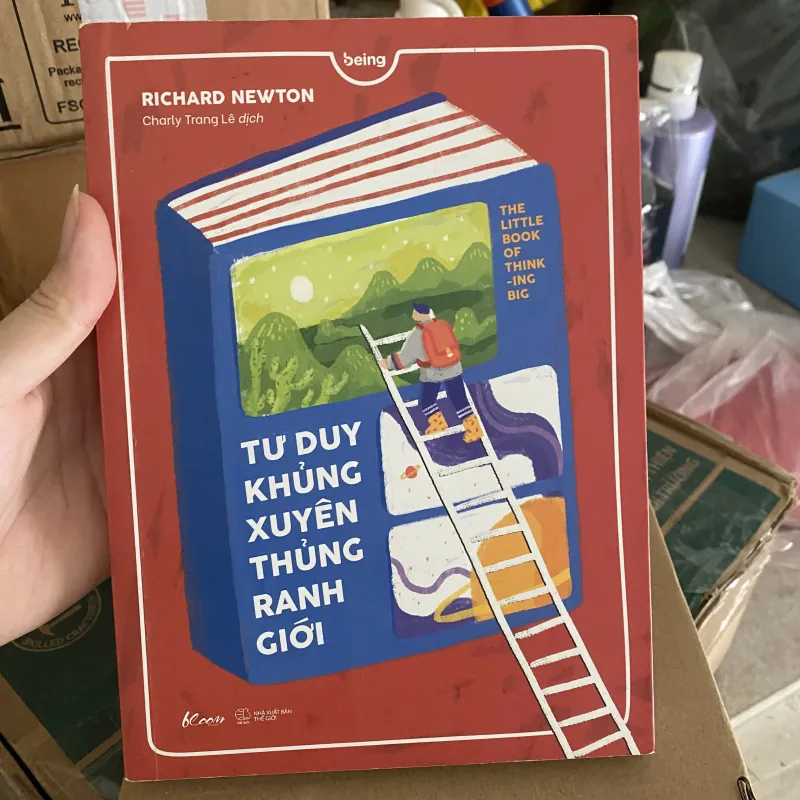 being
RICHARD NEWTON
Charly Trang Lê dịch
THE
LITTLE
BOOK
OF
THINK
-ING
BIG
TƯ DUY
KHỦNG
XUYÊN
THỦNG
RANH
GIỚI
bloom
NHÀ XUẤT BẢN
THẾ GIỚI